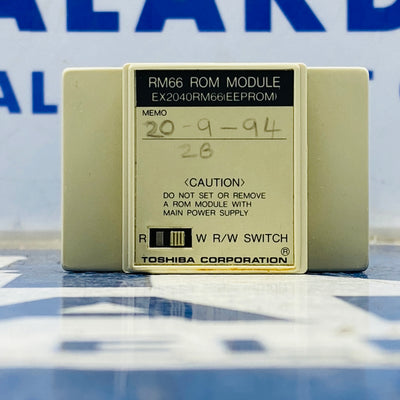 ALARD
RM66 ROM MODULE
EX2040RM66(EEPROM)
MEMO
20-9-94
2B
<CAUTION>
DO NOT SET OR REMOVE
A ROM MODULE WITH
MAIN POWER SUPPLY
R W R/W SWITCH
TOSHIBA CORPORATION ®